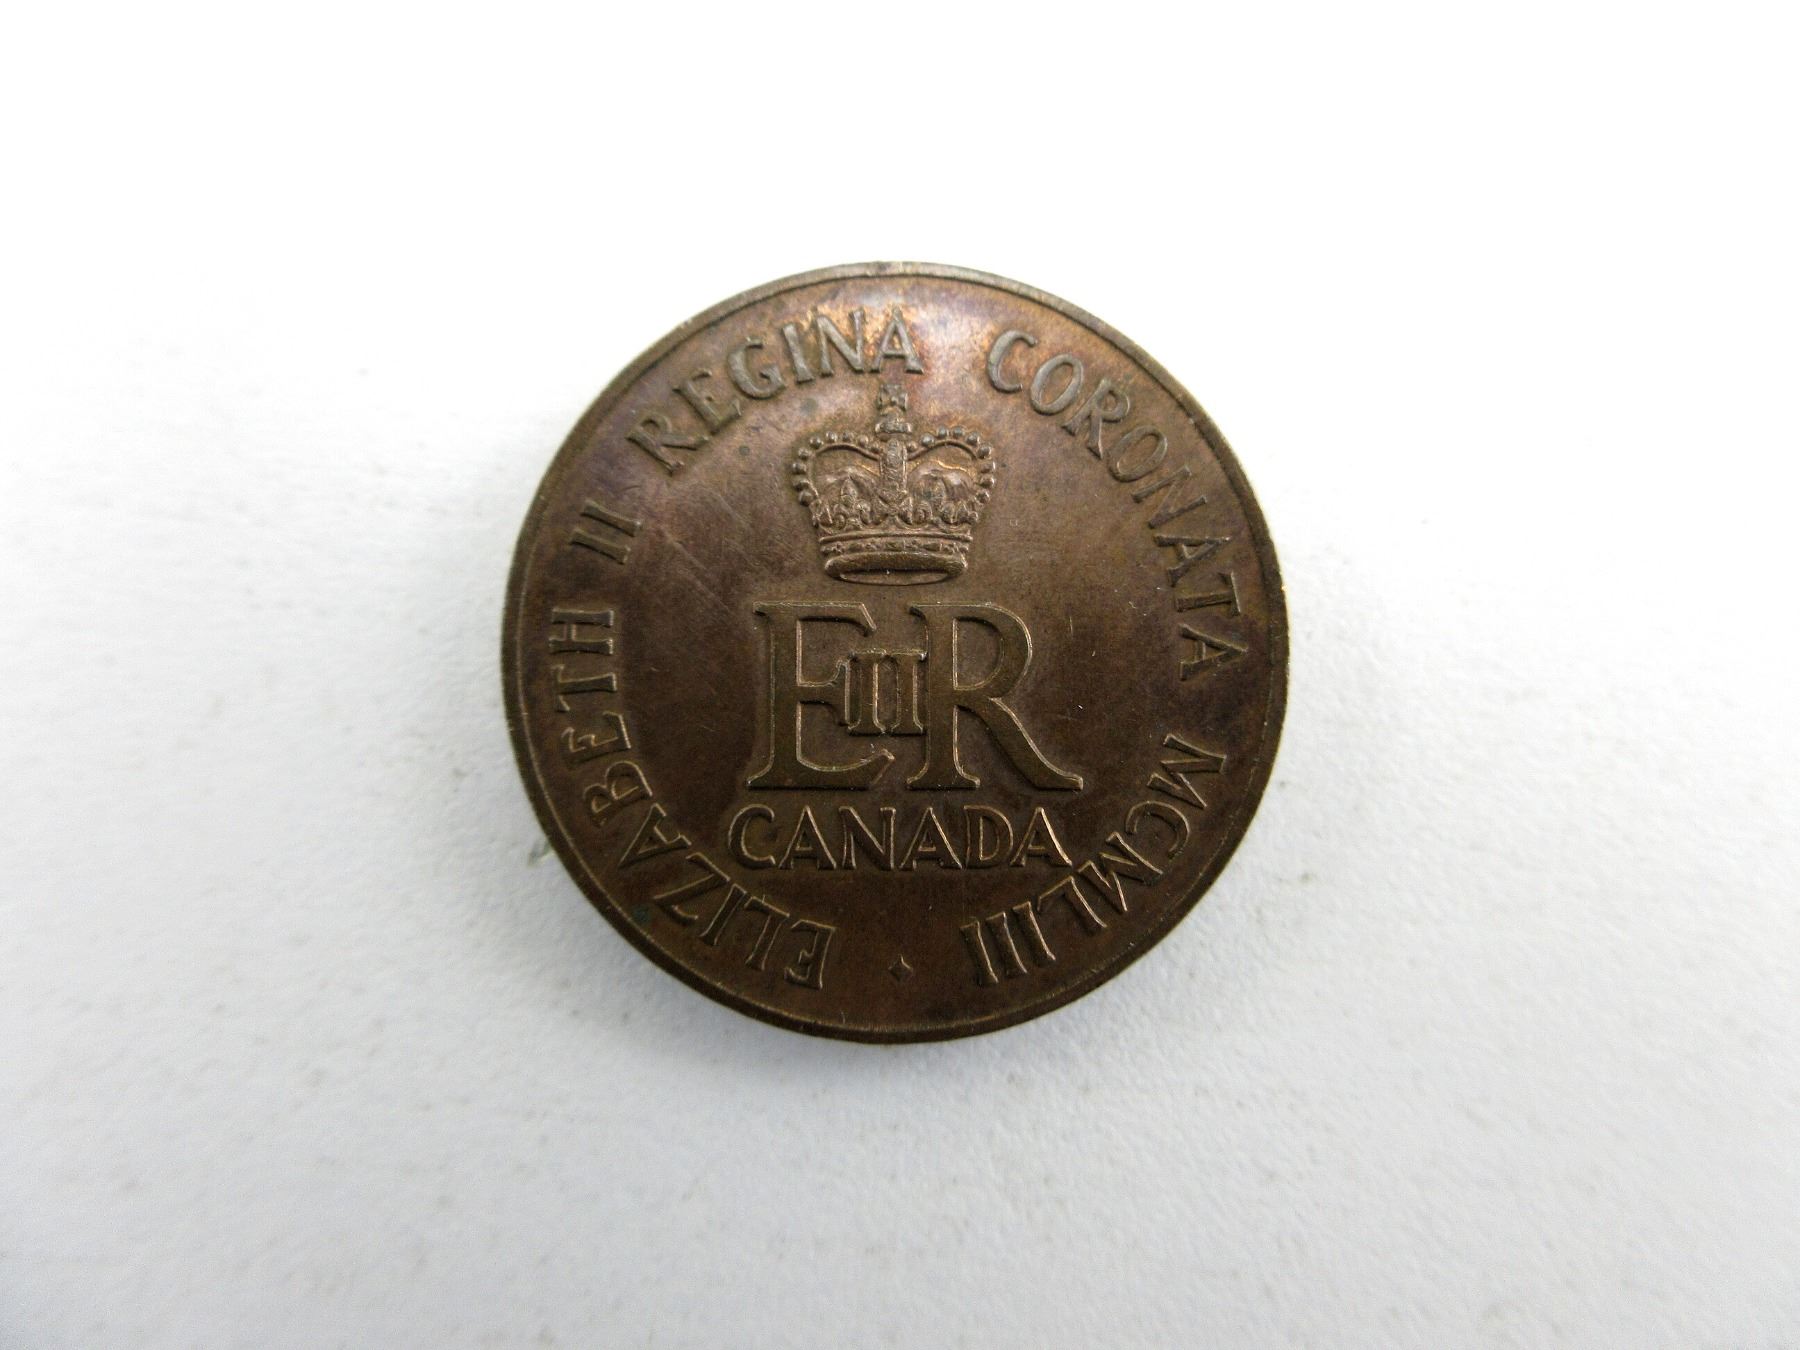 ELIZABETH II REGINA CORONATA MCMLIII
EIIR
CANADA